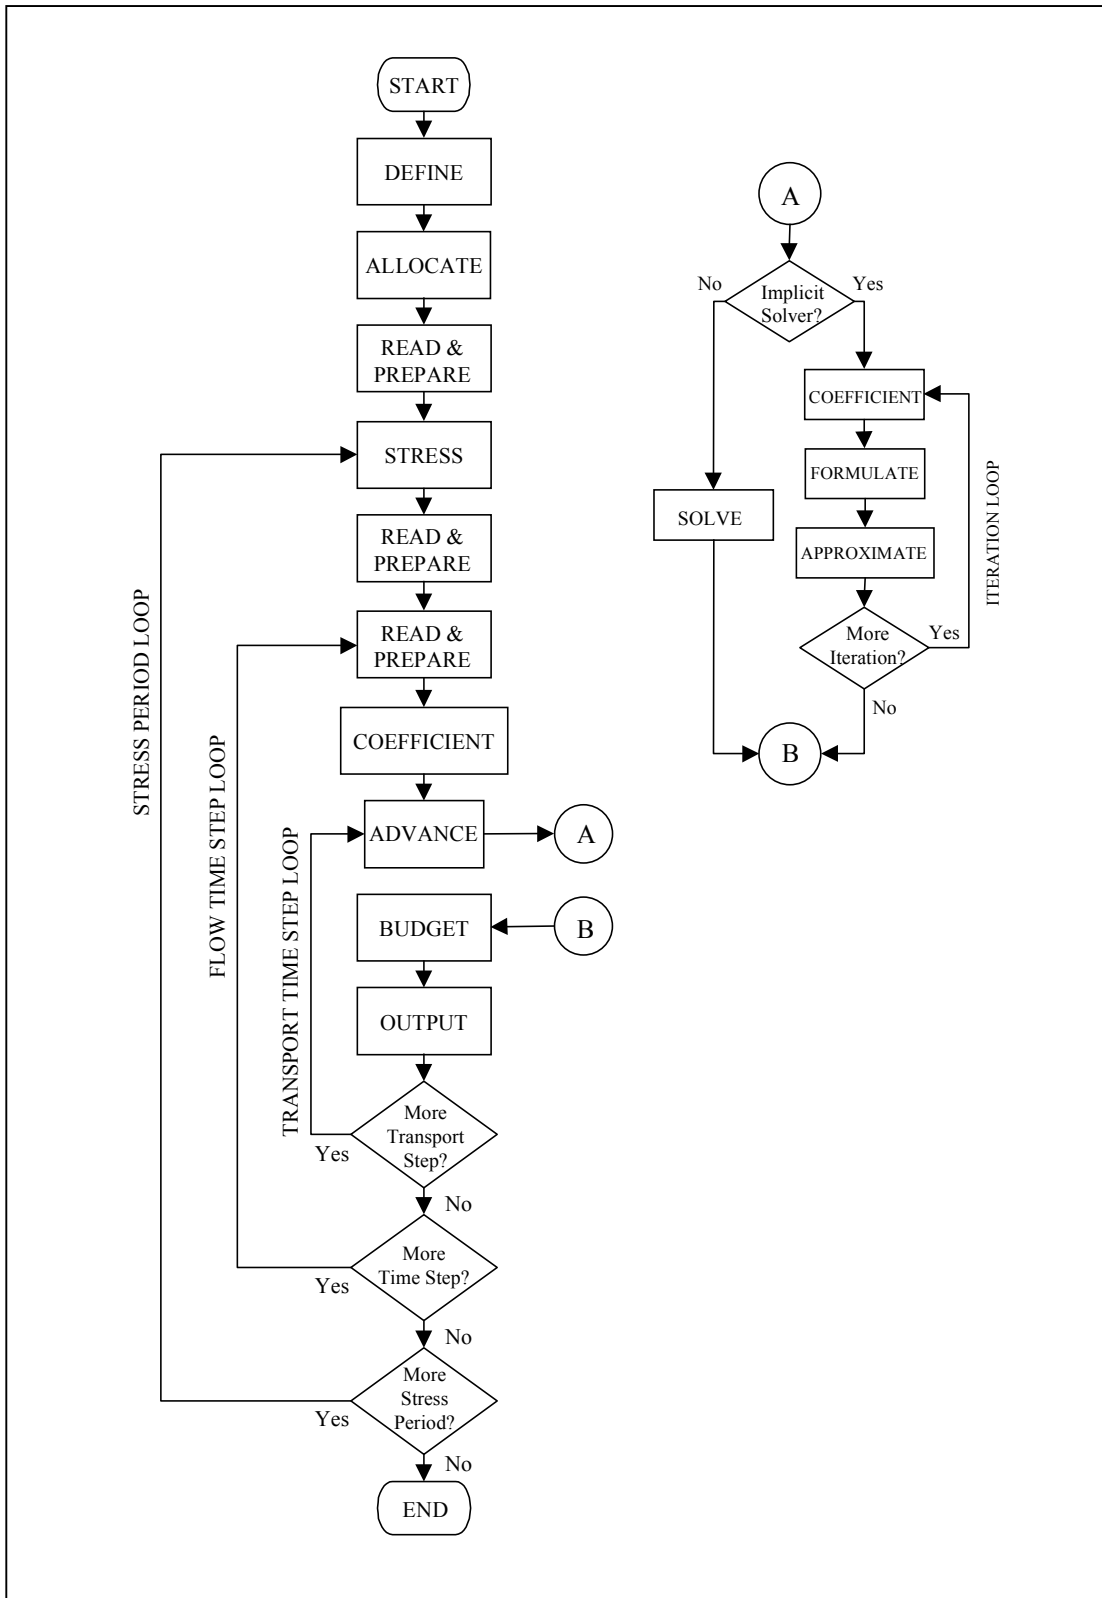 START
DEFINE
ALLOCATE
READ &
PREPARE
STRESS
READ &
PREPARE
READ &
PREPARE
COEFFICIENT
ADVANCE
A
BUDGET
B
OUTPUT
More
Transport
Step?
Yes
No
More
Time Step?
Yes
No
More
Stress
Period?
Yes
No
END
STRESS PERIOD LOOP
FLOW TIME STEP LOOP
TRANSPORT TIME STEP LOOP
A
Implicit
Solver?
No
Yes
SOLVE
COEFFICIENT
FORMULATE
APPROXIMATE
More
Iteration?
Yes
No
ITERATION LOOP
B